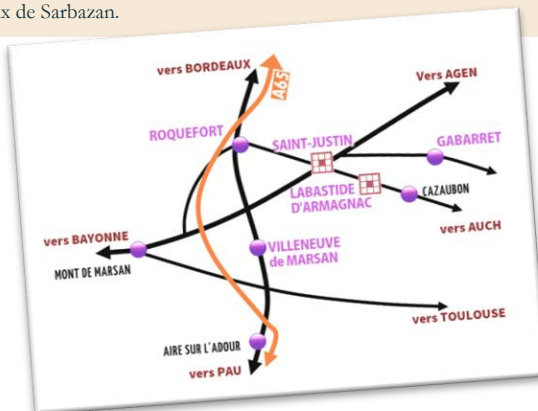 x de Sarbazan.
vers BORDEAUX
A65
Vers AGEN
ROQUEFORT
SAINT-JUSTIN
GABARRET
LABASTIDE
D'ARMAGNAC
CAZAUBON
vers AUCH
vers BAYONNE
MONT DE MARSAN
VILLENEUVE
de MARSAN
vers TOULOUSE
AIRE SUR L'ADOUR
vers PAU